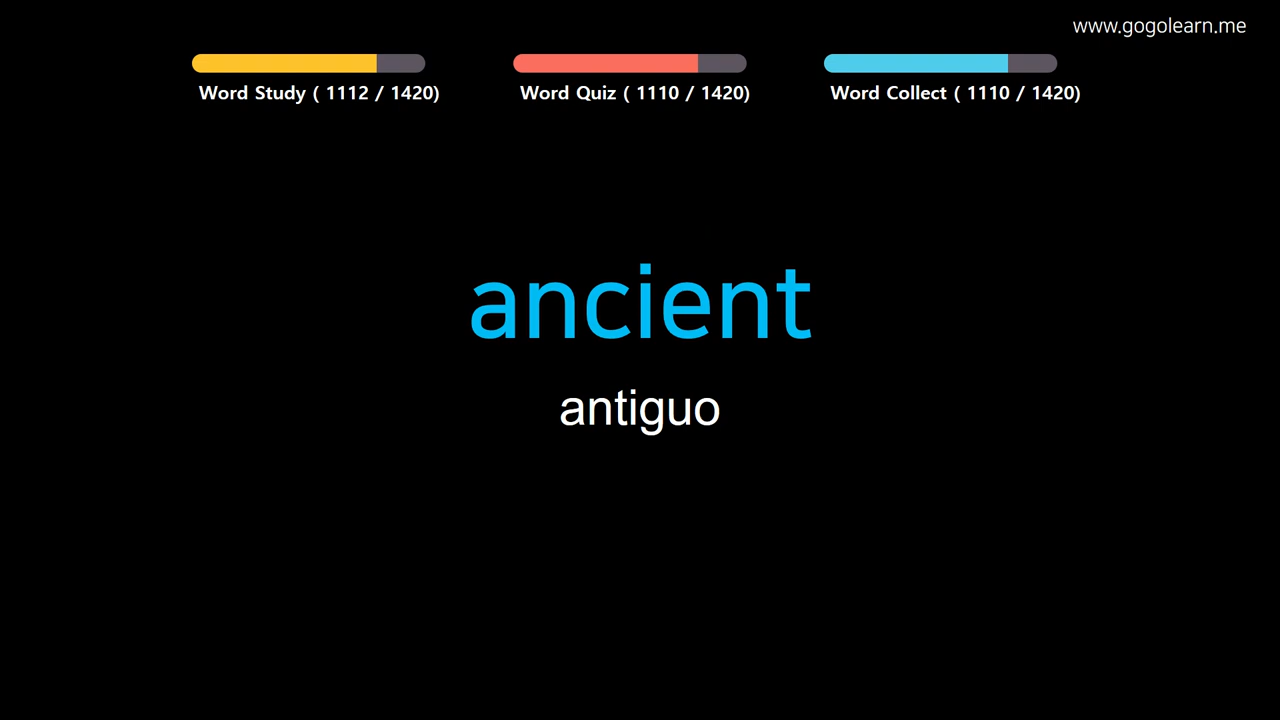 www.gogolearn.me
Word Study ( 1112 / 1420)
Word Quiz ( 1110 / 1420)
Word Collect ( 1110 / 1420)
ancient
antiguo